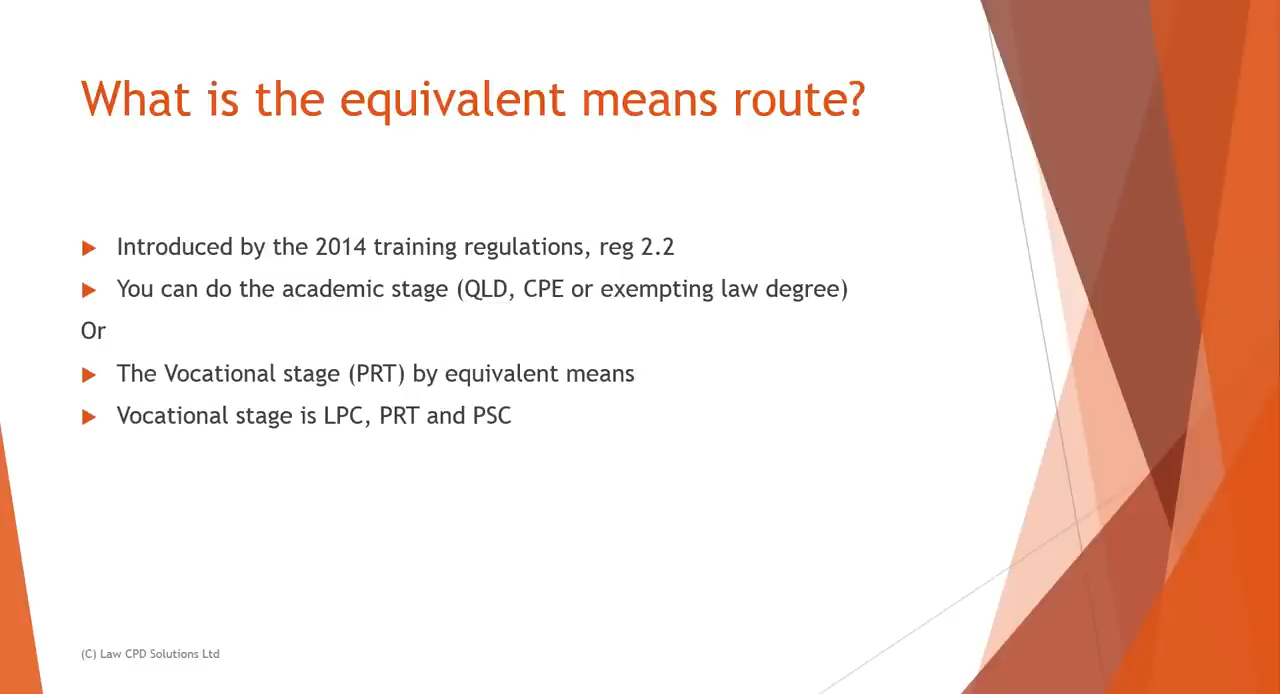 What is the equivalent means route?
Introduced by the 2014 training regulations, reg 2.2
You can do the academic stage (QLD, CPE or exempting law degree)
Or
The Vocational stage (PRT) by equivalent means
Vocational stage is LPC, PRT and PSC
(C) Law CPD Solutions Ltd